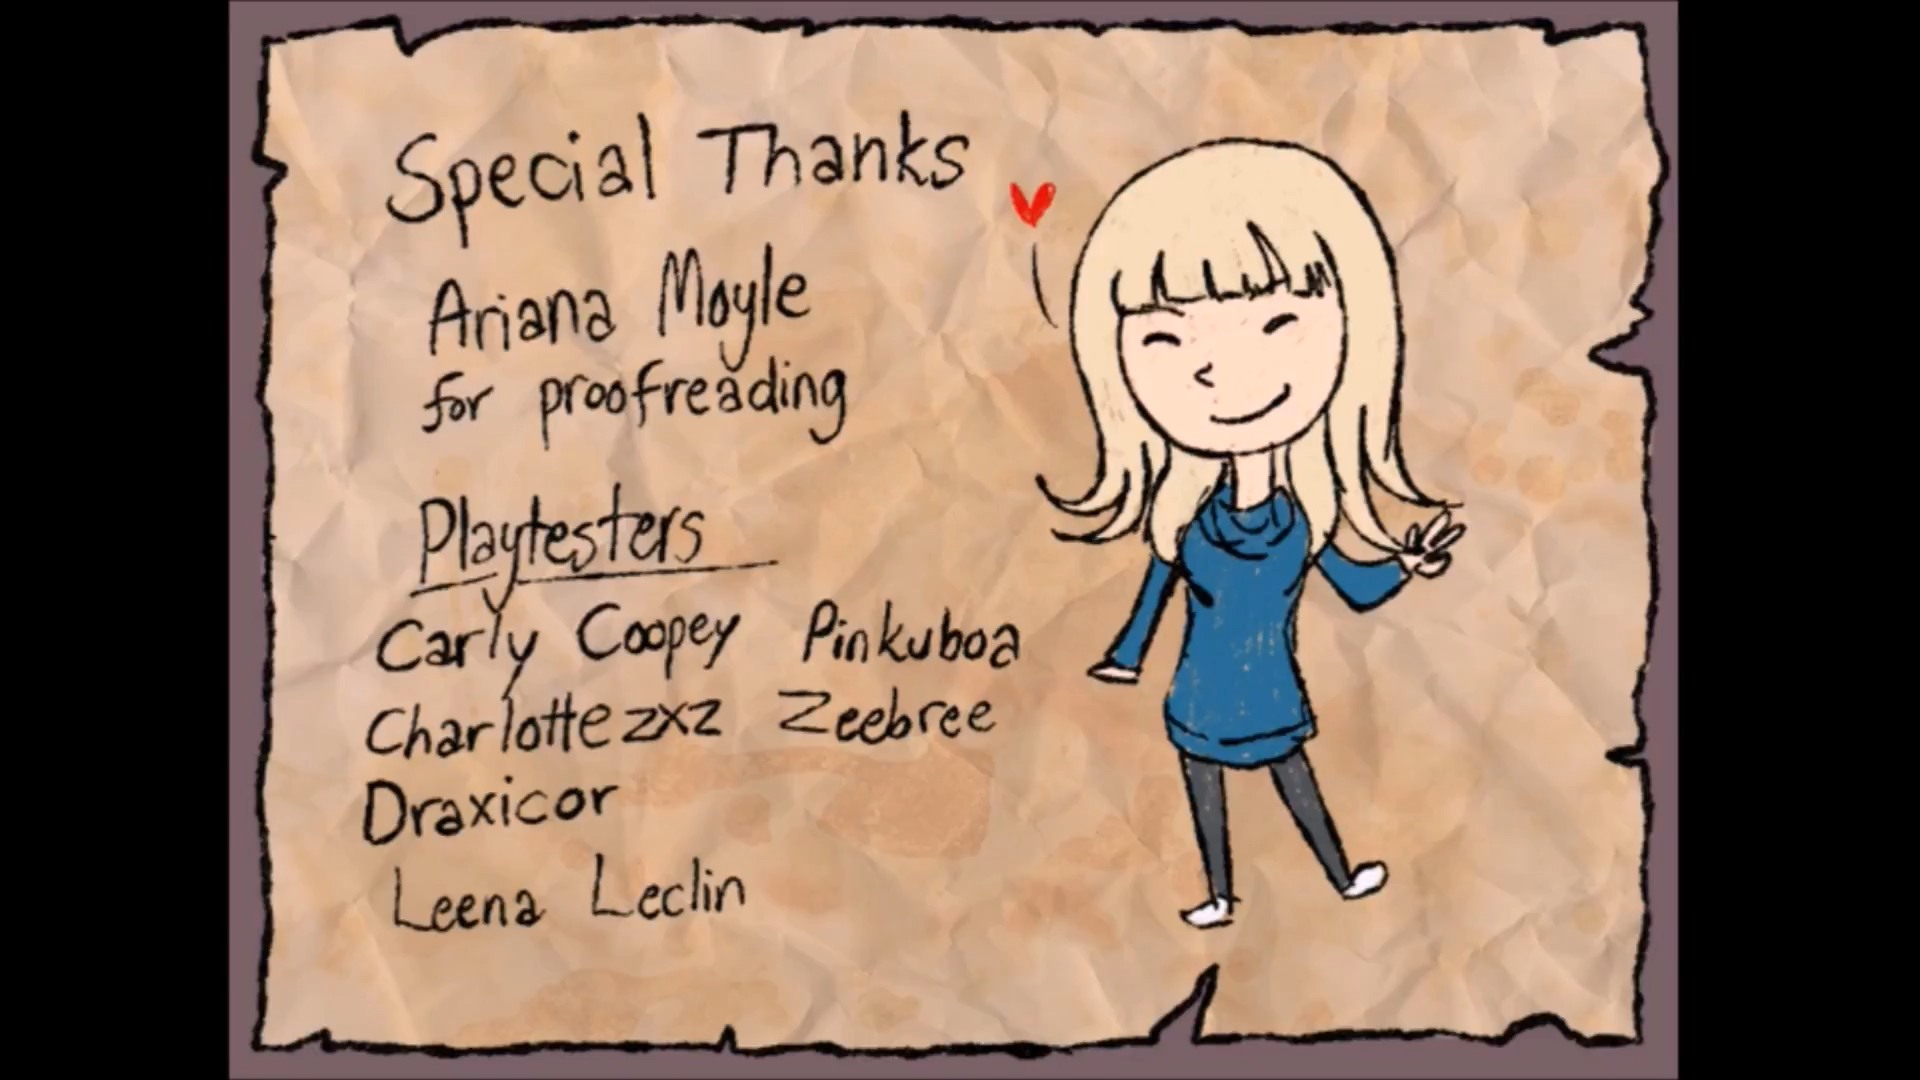 Special Thanks
Ariana Moyle
for proofreading
Playtesters
Carly Coopey Pinkuboa
Charlottezxz Zeebree
Draxicor
Leena Leclin